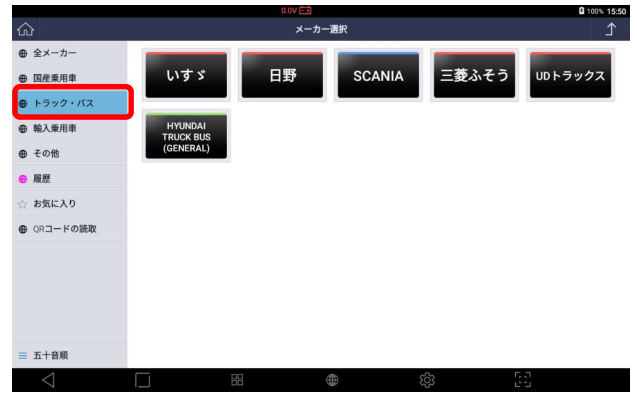 0.0V
100% 15:50
メーカー選択
全メーカー
国産乗用車
トラック・バス
輸入乗用車
その他
履歴
お気に入り
QRコードの読取
五十音順
いすゞ
日野
SCANIA
三菱ふそう
UDトラックス
HYUNDAI
TRUCK BUS
(GENERAL)